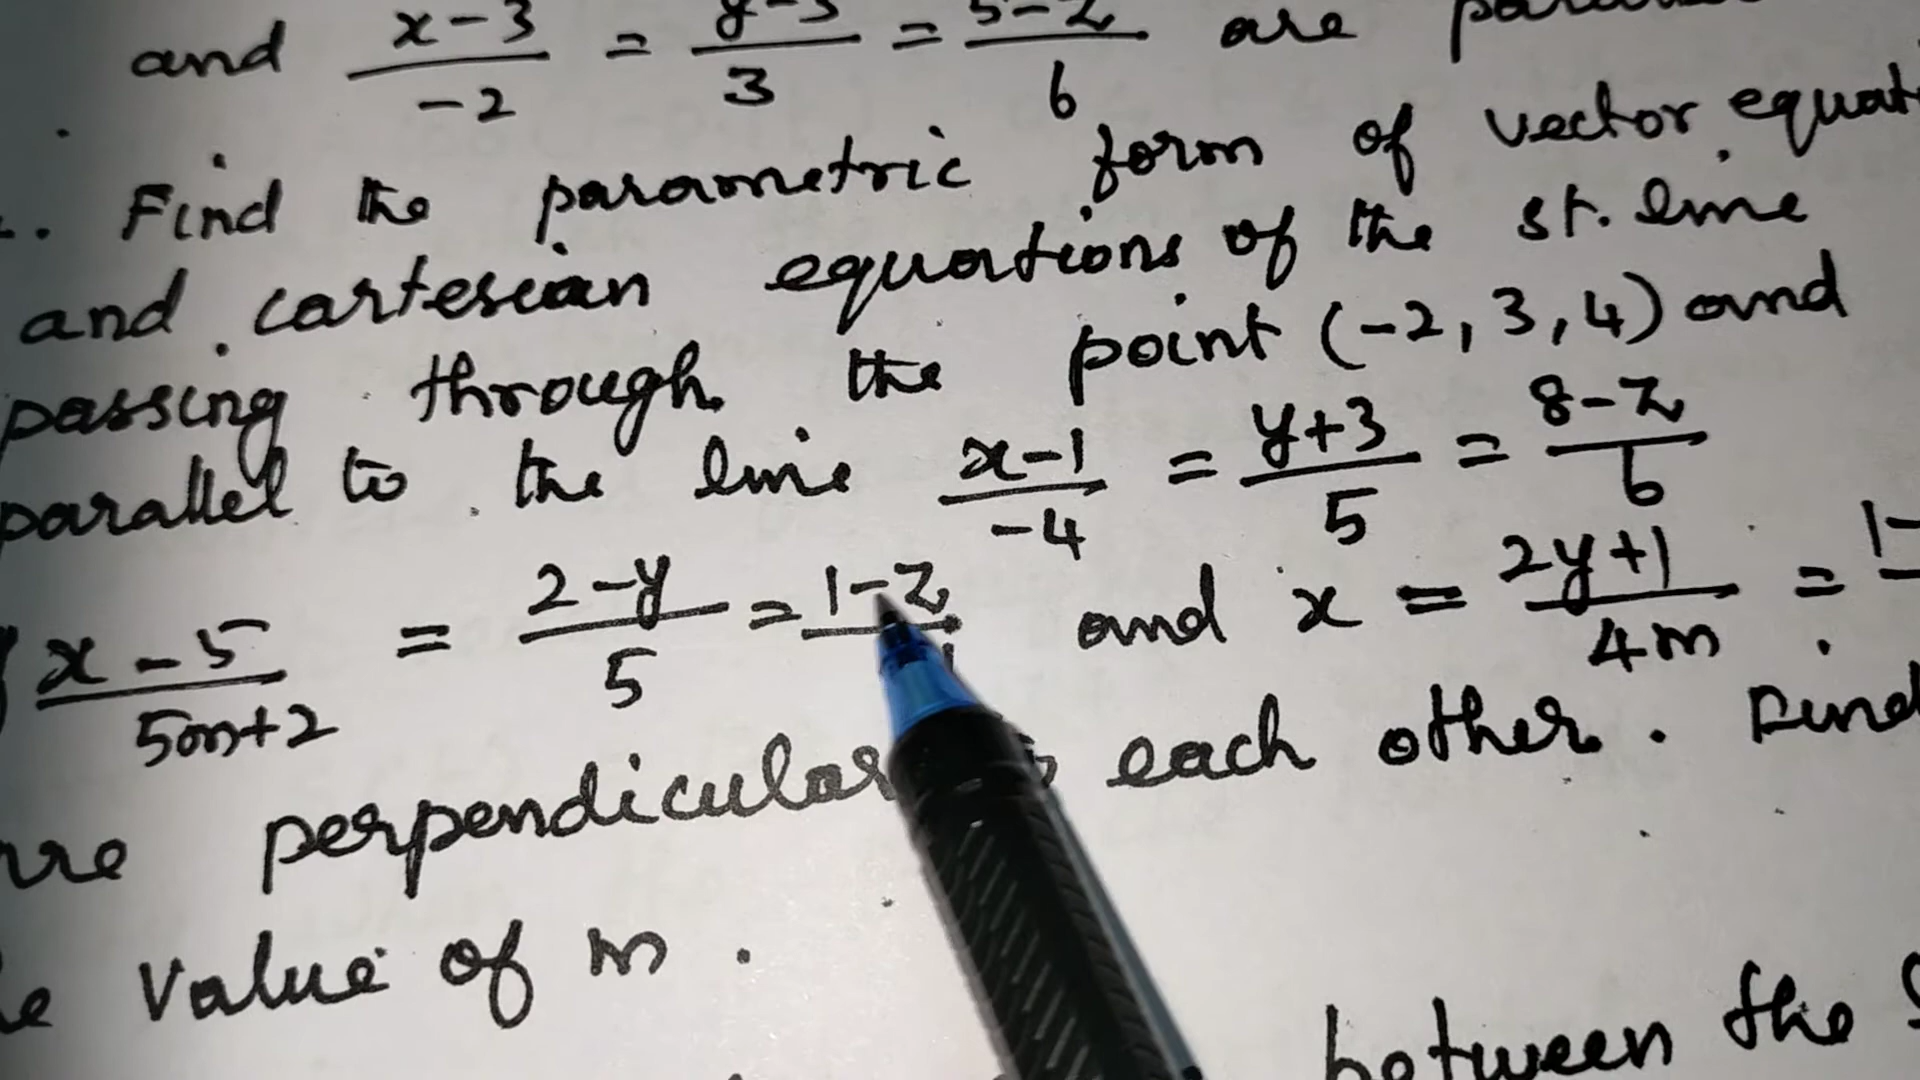 and (x-3)/(-2) = (y-3)/3 = (5-z)/6 are
. Find the parametric form of vector
and cartesian equations of the st. line
passing through the point (-2, 3, 4) and
parallel to the line (x-1)/(-4) = (y+3)/5 = (8-z)/6
(x-5)/(5m+2) = (2-y)/5 = (1-z)/ and x = (2y+1)/4m =
perpendicular each other. Find
value of m.
between the